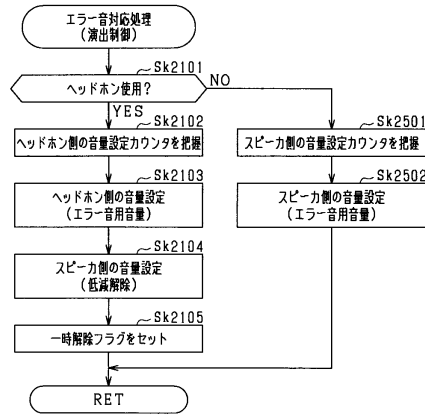 エラー音対応処理
(演出制御)
Sk2101
ヘッドホン使用?
NO
YES
Sk2102
ヘッドホン側の音量設定カウンタを把握
Sk2501
スピーカ側の音量設定カウンタを把握
Sk2103
ヘッドホン側の音量設定
(エラー音用音量)
Sk2502
スピーカ側の音量設定
(エラー音用音量)
Sk2104
スピーカ側の音量設定
(低減解除)
Sk2105
一時解除フラグをセット
RET